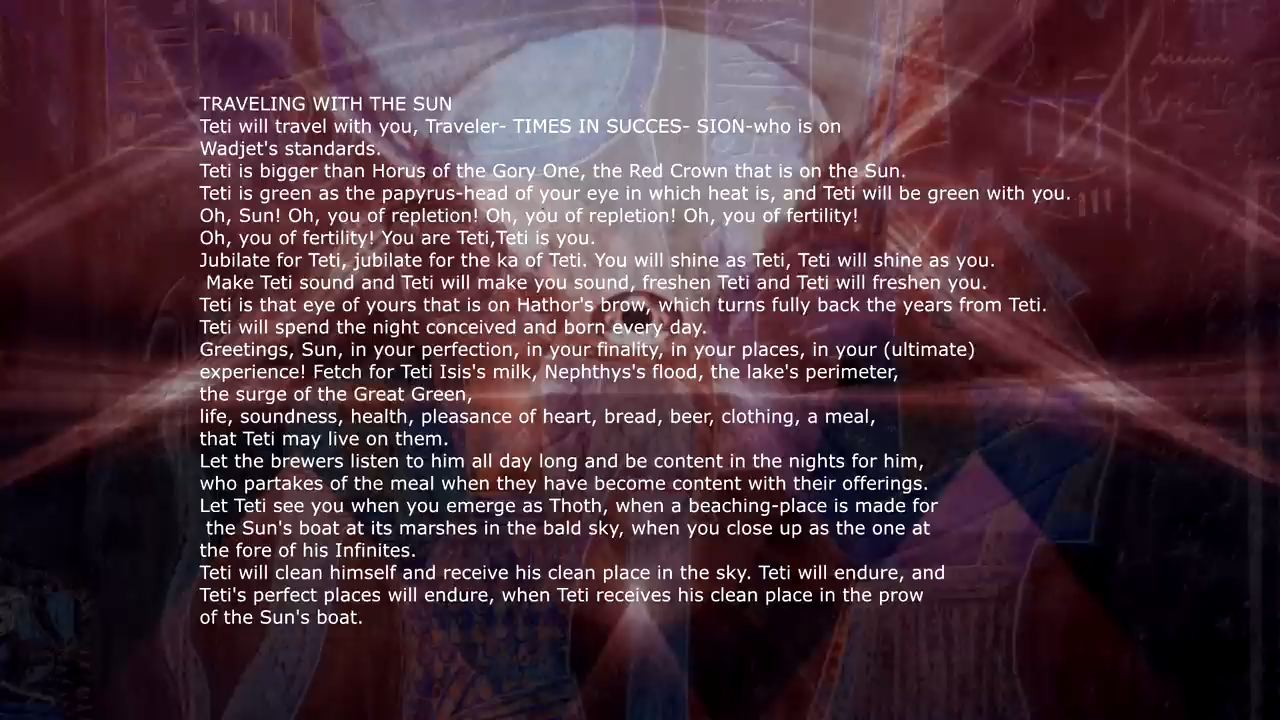 TRAVELING WITH THE SUN
Teti will travel with you, Traveler- TIMES IN SUCCES- SION-who is on
Wadjet's standards.
Teti is bigger than Horus of the Gory One, the Red Crown that is on the Sun.
Teti is green as the papyrus-head of your eye in which heat is, and Teti will be green with you.
Oh, Sun! Oh, you of repletion! Oh, you of repletion! Oh, you of fertility!
Oh, you of fertility! You are Teti,Teti is you.
Jubilate for Teti, jubilate for the ka of Teti. You will shine as Teti, Teti will shine as you.
Make Teti sound and Teti will make you sound, freshen Teti and Teti will freshen you.
Teti is that eye of yours that is on Hathor's brow, which turns fully back the years from Teti.
Teti will spend the night conceived and born every day.
Greetings, Sun, in your perfection, in your finality, in your places, in your (ultimate)
experience! Fetch for Teti Isis's milk, Nephthys's flood, the lake's perimeter,
the surge of the Great Green,
life, soundness, health, pleasance of heart, bread, beer, clothing, a meal,
that Teti may live on them.
Let the brewers listen to him all day long and be content in the nights for him,
who partakes of the meal when they have become content with their offerings.
Let Teti see you when you emerge as Thoth, when a beaching-place is made for
the Sun's boat at its marshes in the bald sky, when you close up as the one at
the fore of his Infinites.
Teti will clean himself and receive his clean place in the sky. Teti will endure, and
Teti's perfect places will endure, when Teti receives his clean place in the prow
of the Sun's boat.